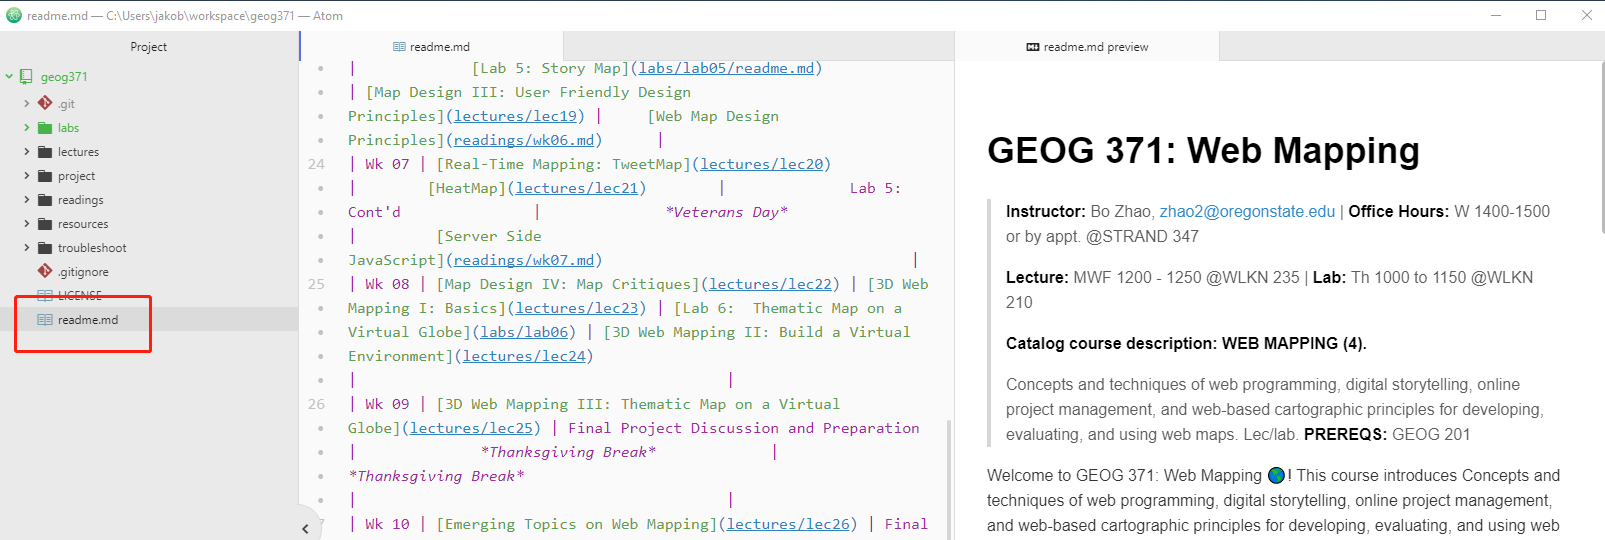 readme.md — C:\Users\jakob\workspace\geog371 — Atom
Project
geog371
.git
labs
lectures
project
readings
resources
troubleshoot
.gitignore
LICENSE
readme.md
readme.md
| [Lab 5: Story Map](labs/lab05/readme.md)
| [Map Design III: User Friendly Design
Principles](lectures/lec19) | [Web Map Design
Principles](readings/wk06.md) |
24 | Wk 07 | [Real-Time Mapping: TweetMap](lectures/lec20)
| [HeatMap](lectures/lec21) | Lab 5:
Cont'd | *Veterans Day*
| [Server Side
JavaScript](readings/wk07.md) |
25 | Wk 08 | [Map Design IV: Map Critiques](lectures/lec22) | [3D Web
Mapping I: Basics](lectures/lec23) | [Lab 6: Thematic Map on a
Virtual Globe](labs/lab06) | [3D Web Mapping II: Build a Virtual
Environment](lectures/lec24)
| |
26 | Wk 09 | [3D Web Mapping III: Thematic Map on a Virtual
Globe](lectures/lec25) | Final Project Discussion and Preparation
| *Thanksgiving Break* |
*Thanksgiving Break*
| |
| Wk 10 | [Emerging Topics on Web Mapping](lectures/lec26) | Final
readme.md preview
GEOG 371: Web Mapping
Instructor: Bo Zhao, zhao2@oregonstate.edu | Office Hours: W 1400-1500
or by appt. @STRAND 347
Lecture: MWF 1200 - 1250 @WLKN 235 | Lab: Th 1000 to 1150 @WLKN
210
Catalog course description: WEB MAPPING (4).
Concepts and techniques of web programming, digital storytelling, online
project management, and web-based cartographic principles for developing,
evaluating, and using web maps. Lec/lab. PREREQS: GEOG 201
Welcome to GEOG 371: Web Mapping 🌏! This course introduces Concepts and
techniques of web programming, digital storytelling, online project management,
and web-based cartographic principles for developing, evaluating, and using web